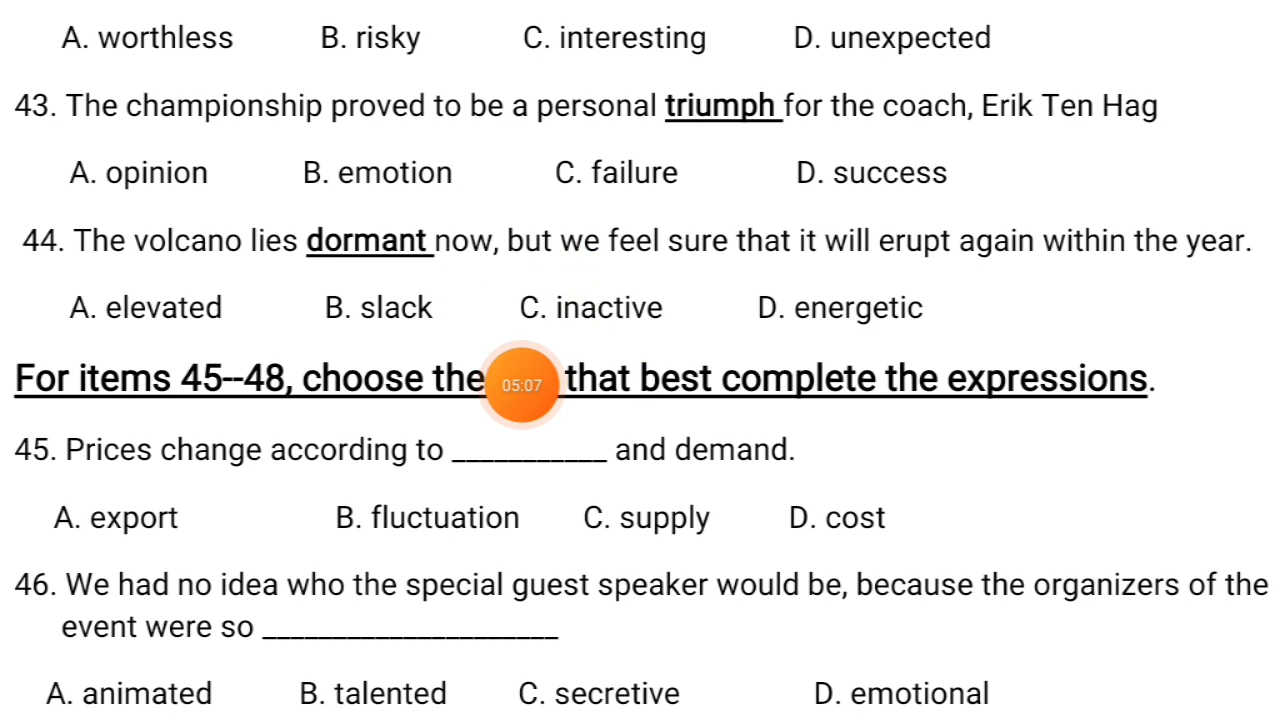 A. worthless B. risky C. interesting D. unexpected
43. The championship proved to be a personal triumph for the coach, Erik Ten Hag
A. opinion B. emotion C. failure D. success
44. The volcano lies dormant now, but we feel sure that it will erupt again within the year.
A. elevated B. slack C. inactive D. energetic
For items 45--48, choose the 05:07 that best complete the expressions.
45. Prices change according to ___________ and demand.
A. export B. fluctuation C. supply D. cost
46. We had no idea who the special guest speaker would be, because the organizers of the
event were so _____________________
A. animated B. talented C. secretive D. emotional